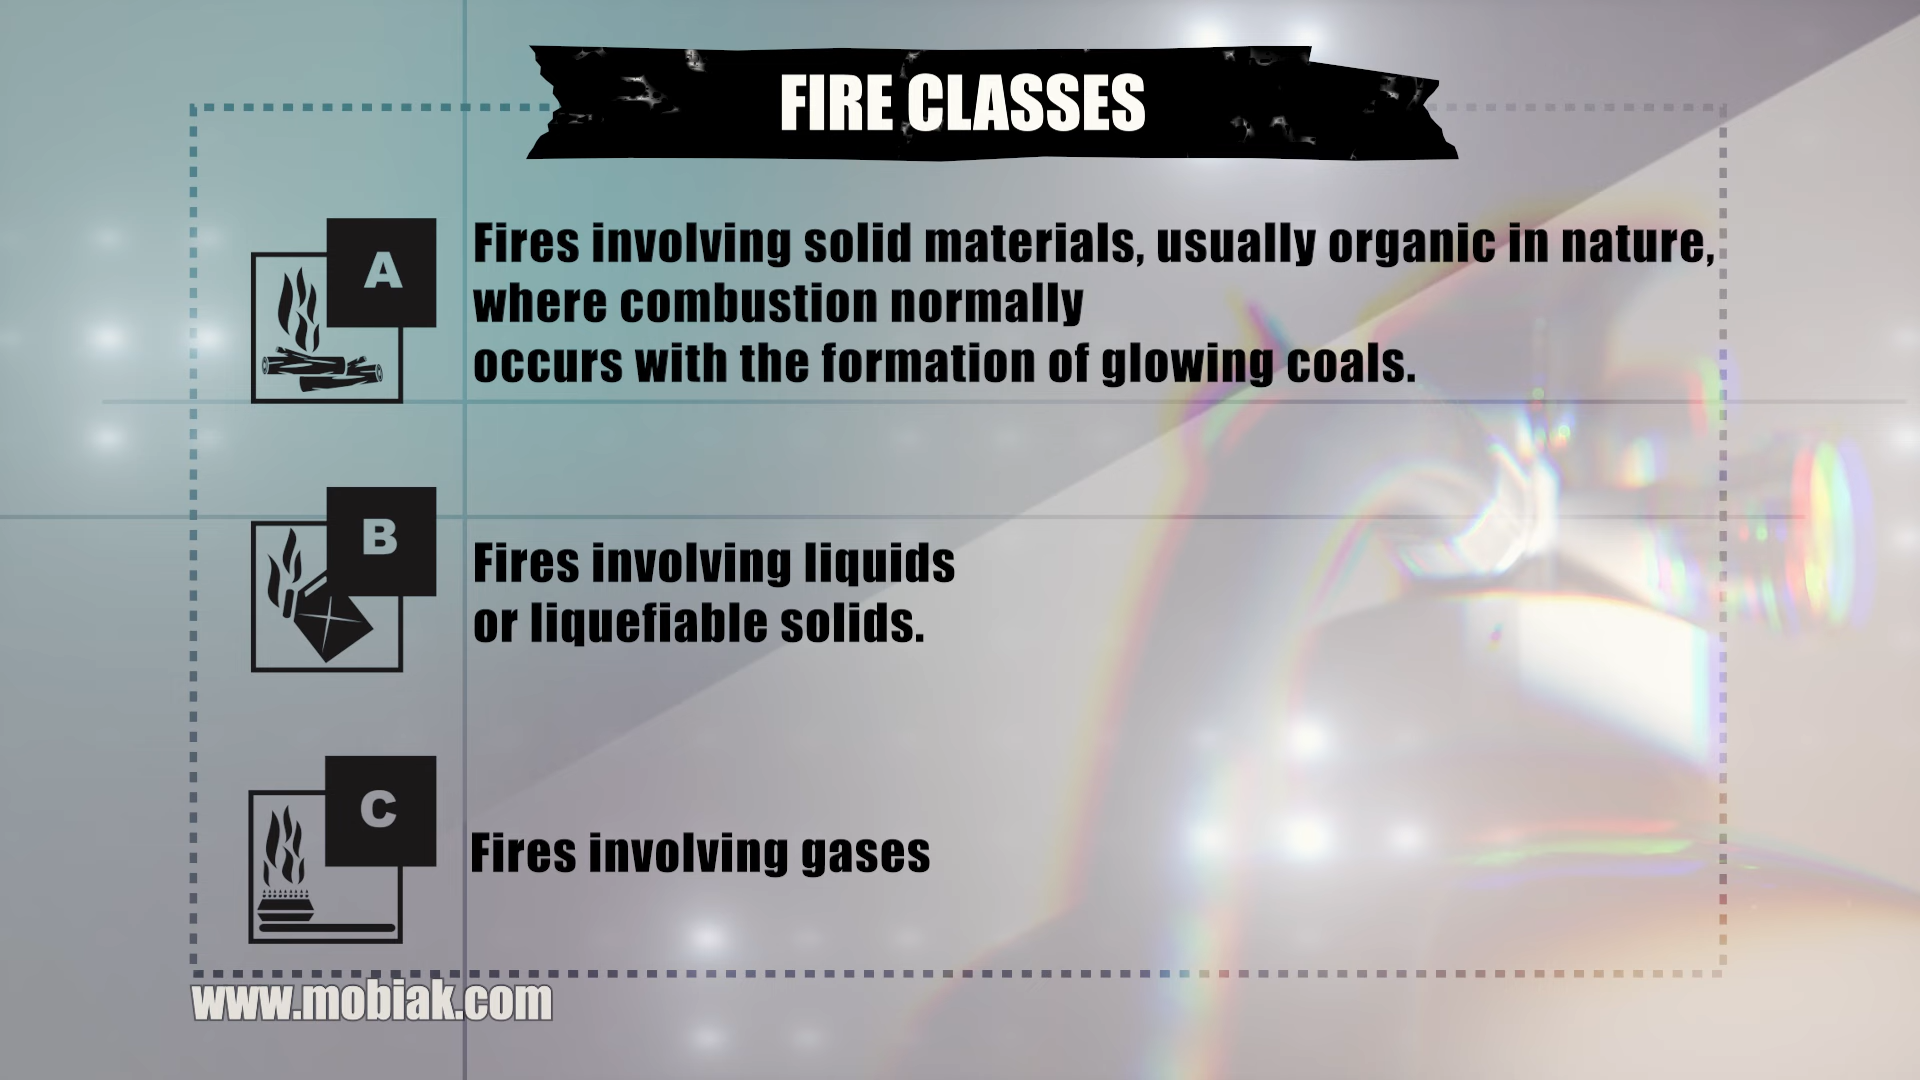 FIRE CLASSES
A
Fires involving solid materials, usually organic in nature,
where combustion normally
occurs with the formation of glowing coals.
B
Fires involving liquids
or liquefiable solids.
C
Fires involving gases
www.mobiak.com